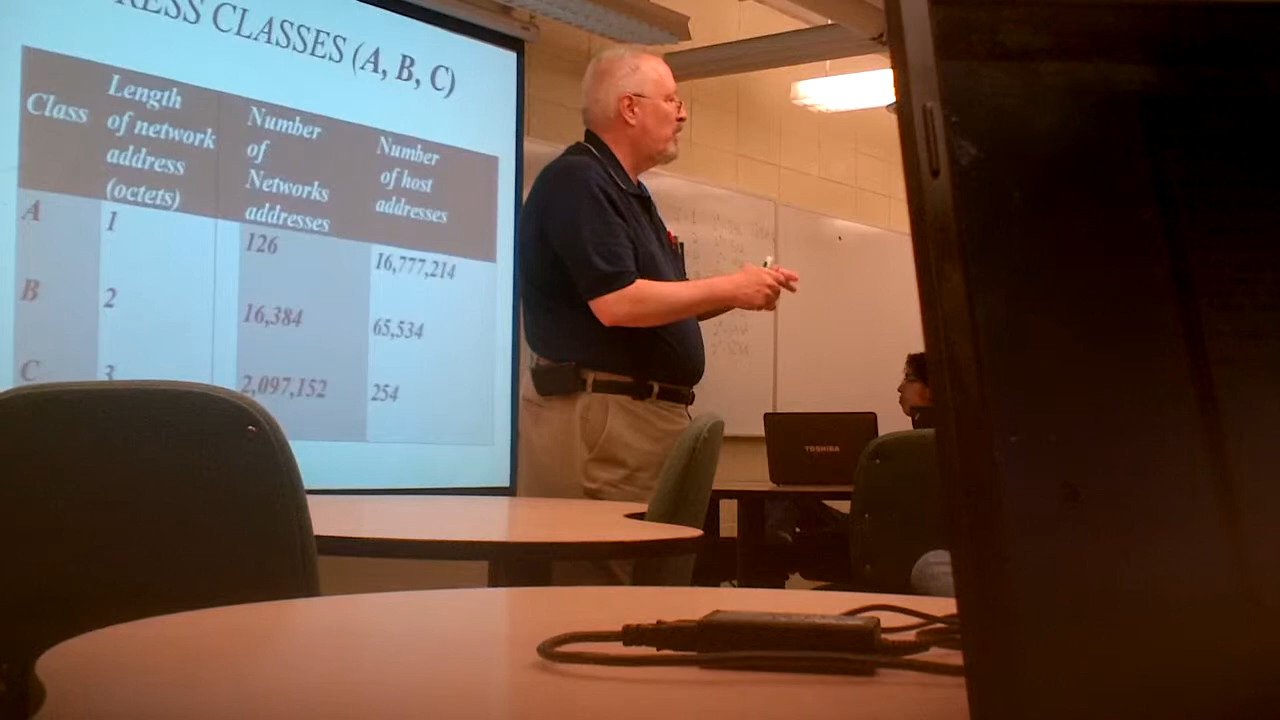 RESS CLASSES (A, B, C)
Class
Length
of network
address
(octets)
Number
of
Networks
addresses
Number
of host
addresses
A 1 126 16,777,214
B 2 16,384 65,534
C 3 2,097,152 254
TOSHIBA